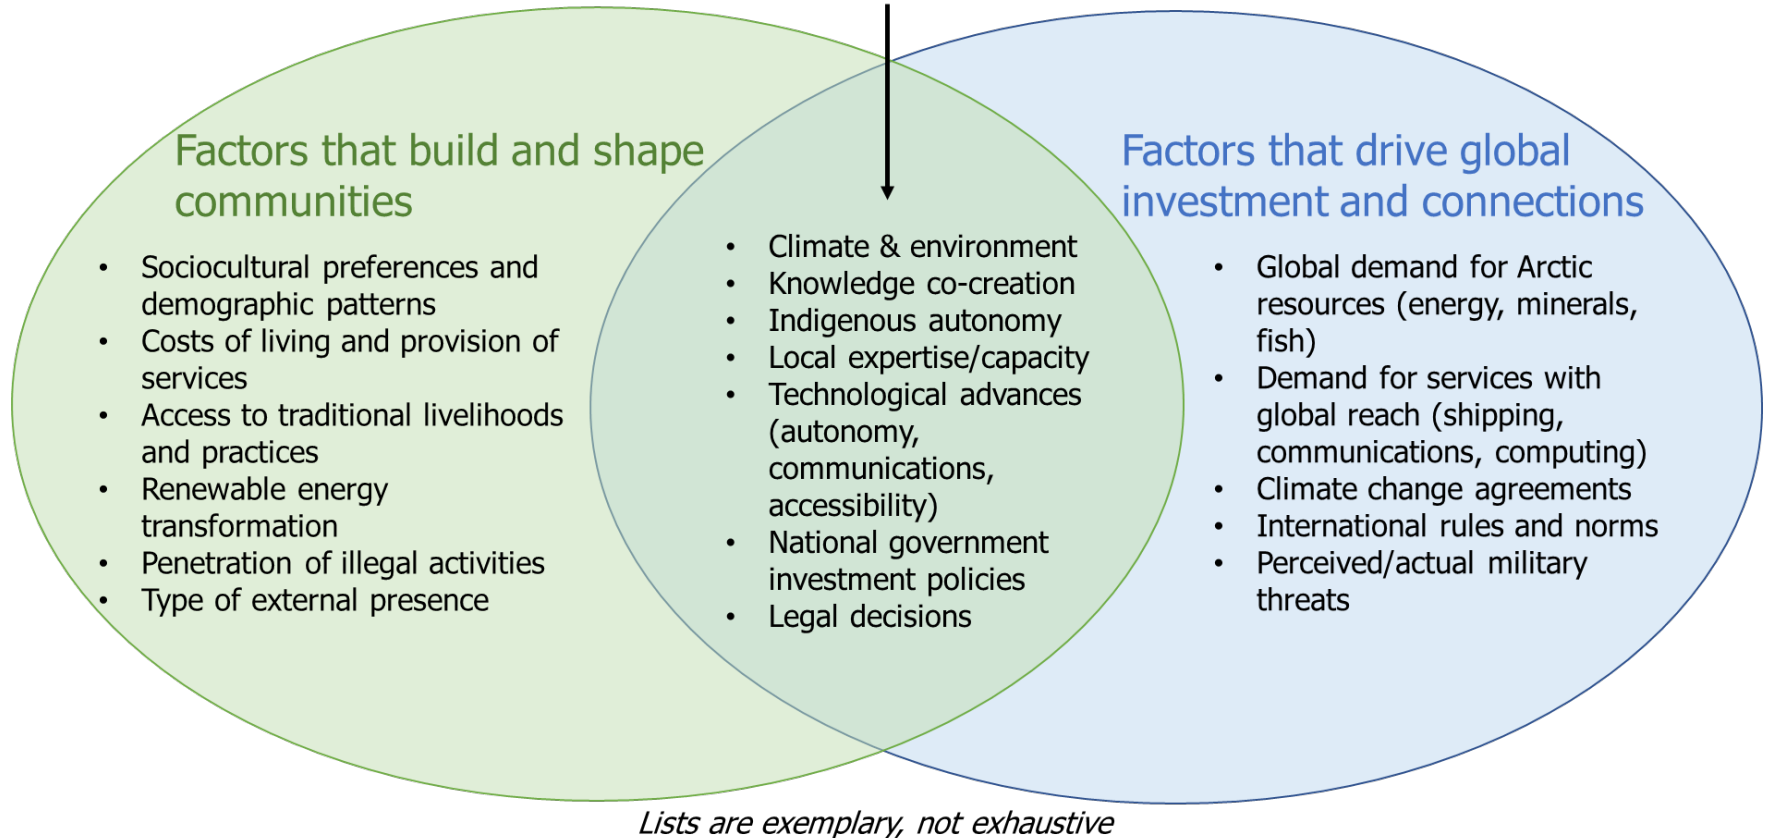 Factors that build and shape
communities
• Sociocultural preferences and
demographic patterns
• Costs of living and provision of
services
• Access to traditional livelihoods
and practices
• Renewable energy
transformation
• Penetration of illegal activities
• Type of external presence
• Climate & environment
• Knowledge co-creation
• Indigenous autonomy
• Local expertise/capacity
• Technological advances
(autonomy,
communications,
accessibility)
• National government
investment policies
• Legal decisions
Factors that drive global
investment and connections
• Global demand for Arctic
resources (energy, minerals,
fish)
• Demand for services with
global reach (shipping,
communications, computing)
• Climate change agreements
• International rules and norms
• Perceived/actual military
threats
Lists are exemplary, not exhaustive